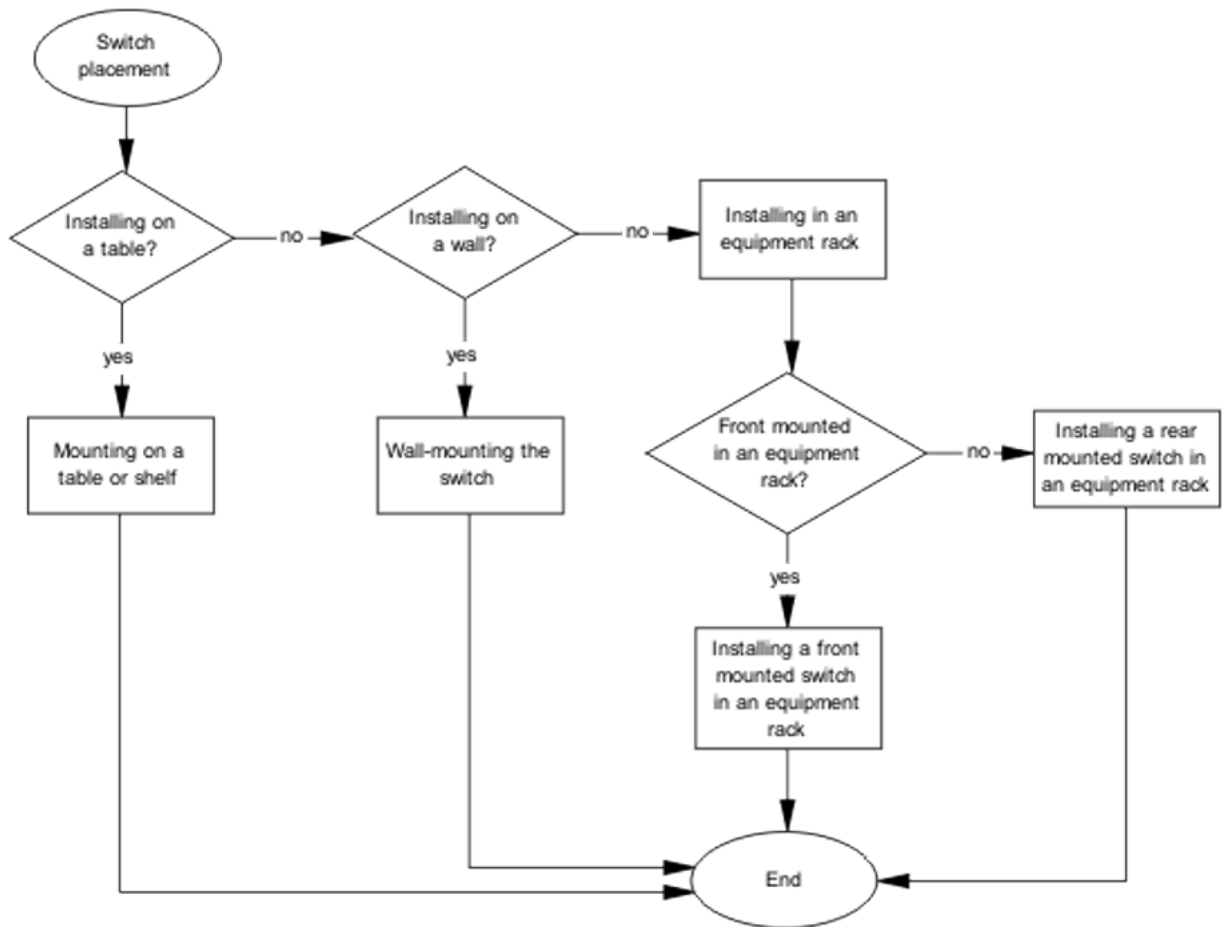 Switch
placement
Installing on
a table?
no
Installing on
a wall?
no
Installing in an
equipment rack
yes
yes
Mounting on a
table or shelf
Wall-mounting the
switch
Front mounted
in an equipment
rack?
no
Installing a rear
mounted switch in
an equipment rack
yes
Installing a front
mounted switch
in an equipment
rack
End